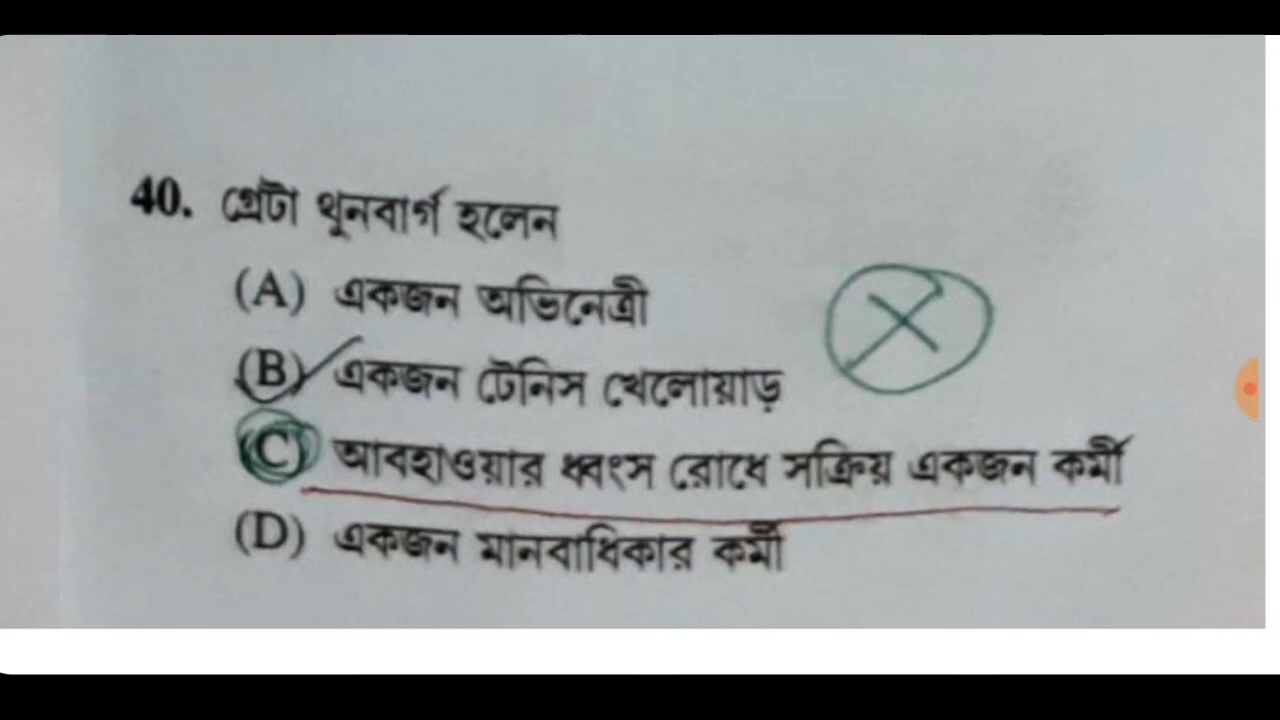 40. গ্রেটা থুনবার্গ হলেন
(A) একজন অভিনেত্রী
(B) একজন টেনিস খেলোয়াড়
(C) আবহাওয়ার ধ্বংস রোধে সক্রিয় একজন কর্মী
(D) একজন মানবাধিকার কর্মী